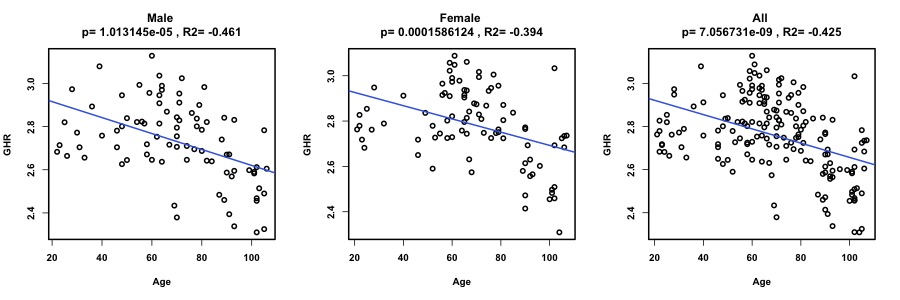 Male
p= 1.013145e-05 , R2= -0.461
GHR
3.0
2.8
2.6
2.4
20 40 60 80 100
Age
Female
p= 0.0001586124 , R2= -0.394
GHR
3.0
2.8
2.6
2.4
20 40 60 80 100
Age
All
p= 7.056731e-09 , R2= -0.425
GHR
3.0
2.8
2.6
2.4
20 40 60 80 100
Age